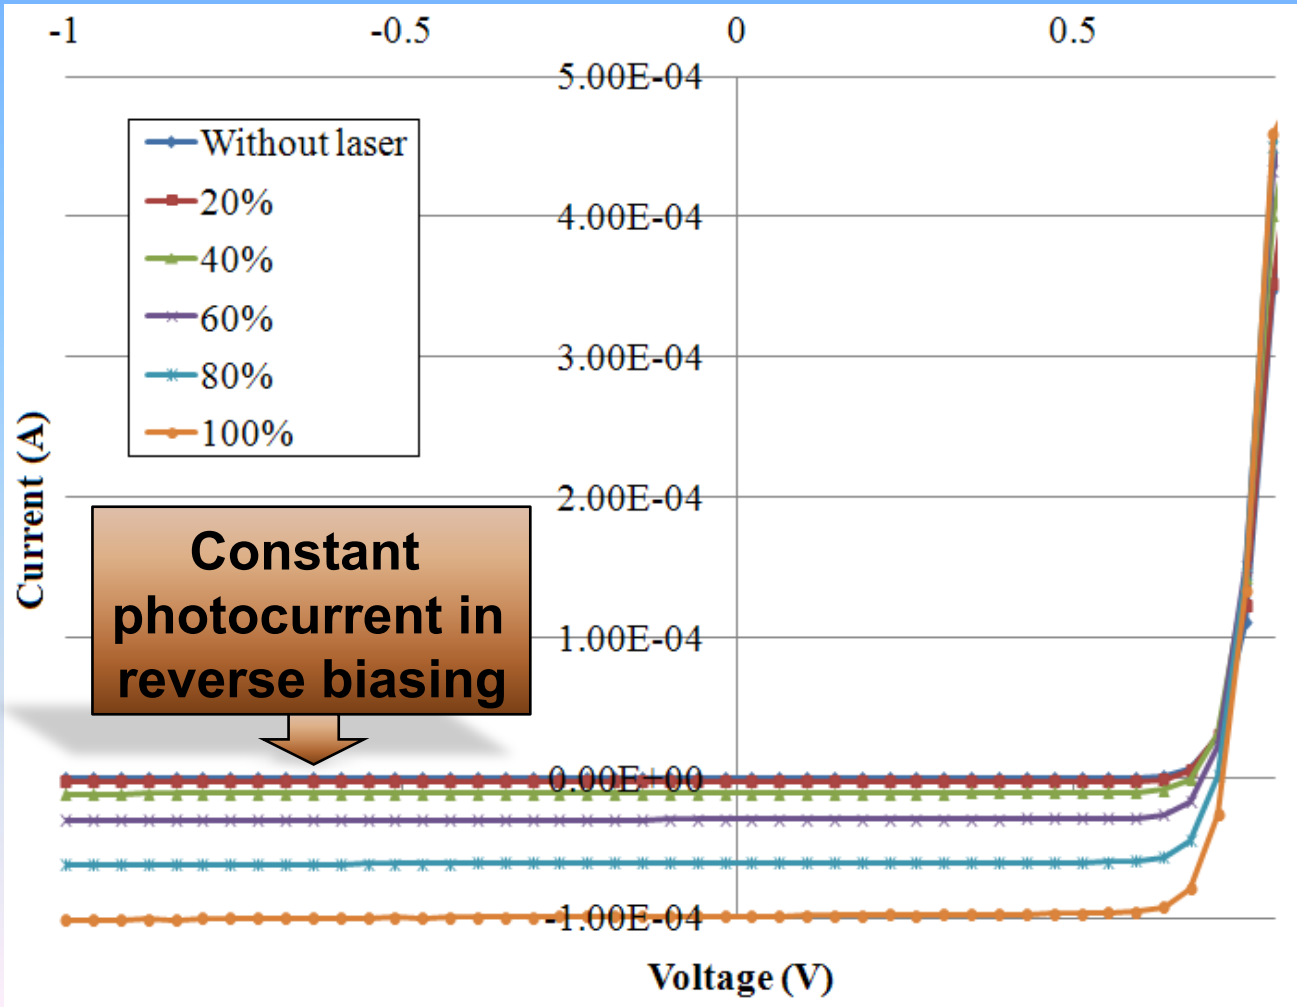 -1
-0.5
0
0.5
5.00E-04
Without laser
20%
4.00E-04
40%
60%
3.00E-04
80%
100%
Current (A)
2.00E-04
Constant
photocurrent in
reverse biasing
1.00E-04
0.00E+00
-1.00E-04
Voltage (V)